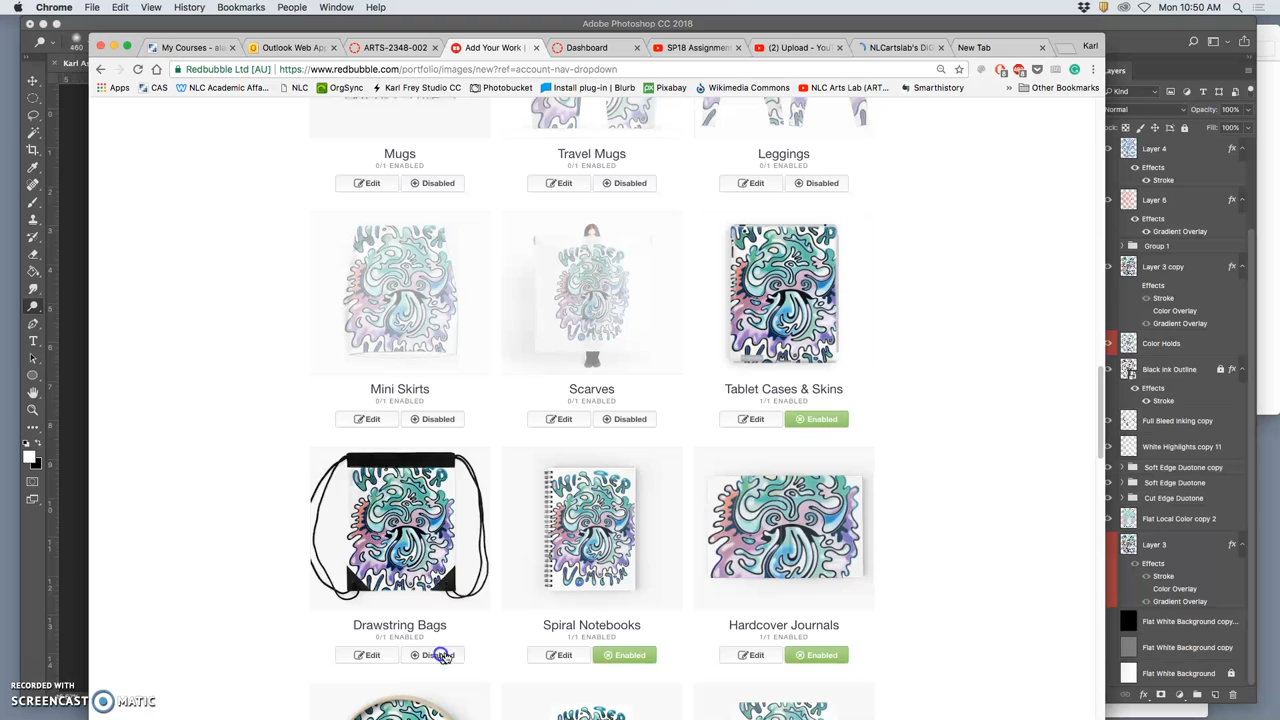 Chrome File Edit View History Bookmarks People Window Help
Mon 10:50 AM
Adobe Photoshop CC 2018
460
My Courses - ala
Outlook Web App
ARTS-2348-002
Add Your Work |
Dashboard
SP18 Assignmen
(2) Upload - You
NLCartslab's DID
New Tab
Karl
Redbubble Ltd [AU] | https://www.redbubble.com/portfolio/images/new?ref=account-nav-dropdown
Apps CAS NLC Academic Affa... NLC OrgSync Karl Frey Studio CC Photobucket Install plug-in | Blurb Pixabay Wikimedia Commons NLC Arts Lab (ART... Smarthistory » Other Bookmarks
Mugs
0/1 ENABLED
Edit Disabled
Travel Mugs
0/1 ENABLED
Edit Disabled
Leggings
0/1 ENABLED
Edit Disabled
Mini Skirts
0/1 ENABLED
Edit Disabled
Scarves
0/1 ENABLED
Edit Disabled
Tablet Cases & Skins
1/1 ENABLED
Edit Enabled
Drawstring Bags
0/1 ENABLED
Edit Disabled
Spiral Notebooks
1/1 ENABLED
Edit Enabled
Hardcover Journals
1/1 ENABLED
Edit Enabled
Layers
Kind
Normal Opacity: 100%
Lock: Fill: 100%
Layer 4
Effects
Stroke
Layer 6
Effects
Gradient Overlay
Group 1
Layer 3 copy
Effects
Stroke
Color Overlay
Gradient Overlay
Color Holds
Black ink Outline
Effects
Stroke
Full Bleed Inking copy
White Highlights copy 11
Soft Edge Duotone copy
Soft Edge Duotone
Cut Edge Duotone
Flat Local Color copy 2
Layer 3
Effects
Stroke
Color Overlay
Gradient Overlay
Flat White Background copy...
Flat White Background copy
Flat White Background
RECORDED WITH
SCREENCAST MATIC